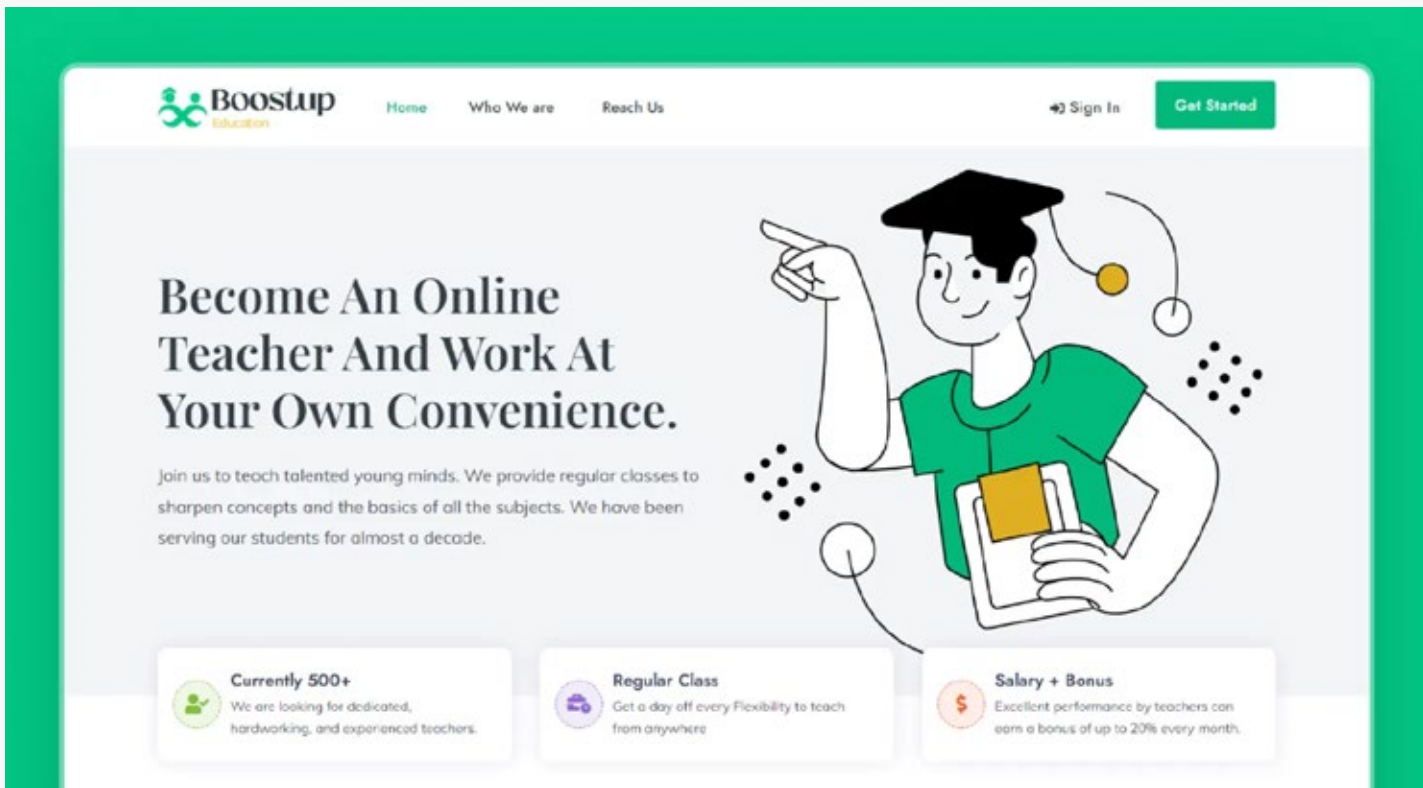 Boostup
Education
Home
Who We are
Reach Us
Sign In
Get Started
Become An Online
Teacher And Work At
Your Own Convenience.
Join us to teach talented young minds. We provide regular classes to
sharpen concepts and the basics of all the subjects. We have been
serving our students for almost a decade.
Currently 500+
We are looking for dedicated,
hardworking, and experienced teachers.
Regular Class
Get a day off every Flexibility to teach
from anywhere
Salary + Bonus
Excellent performance by teachers can
earn a bonus of up to 20% every month.